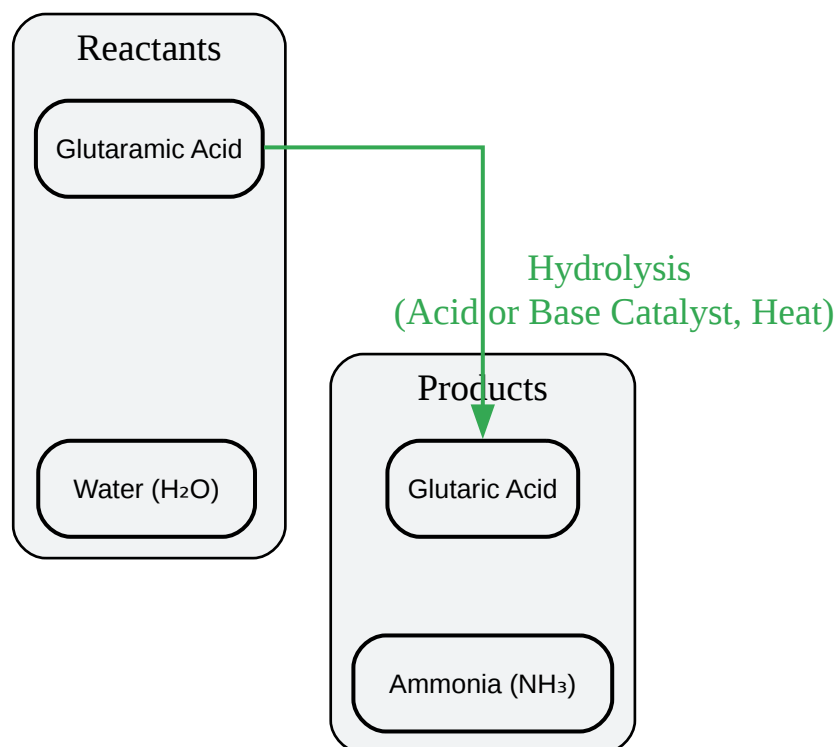 Reactants
Glutaramic Acid
Water (H₂O)
Hydrolysis
(Acid or Base Catalyst, Heat)
Products
Glutaric Acid
Ammonia (NH₃)